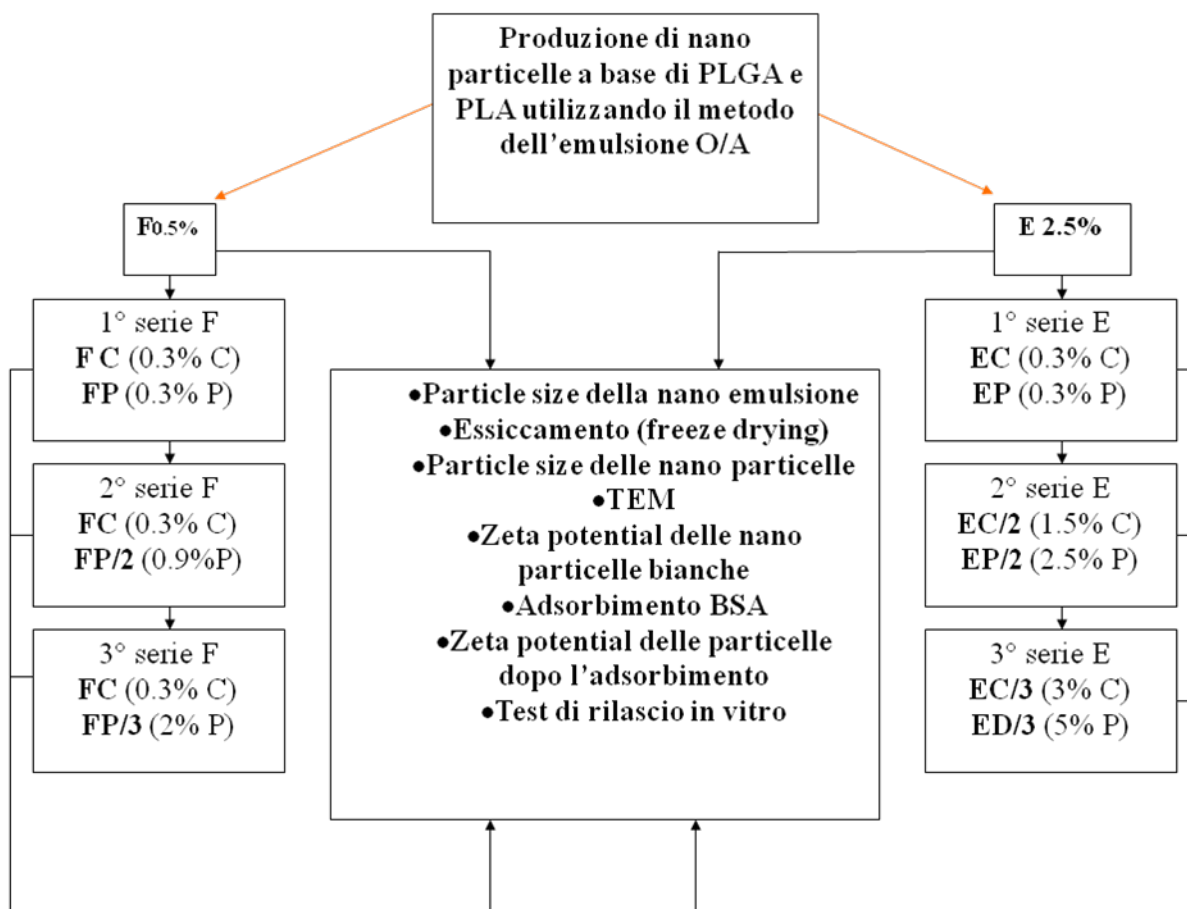 Produzione di nano
particelle a base di PLGA e
PLA utilizzando il metodo
dell'emulsione O/A
F0.5%
E 2.5%
1° serie F
F C (0.3% C)
FP (0.3% P)
2° serie F
FC (0.3% C)
FP/2 (0.9%P)
3° serie F
FC (0.3% C)
FP/3 (2% P)
•Particle size della nano emulsione
•Essiccamento (freeze drying)
•Particle size delle nano particelle
•TEM
•Zeta potential delle nano
particelle bianche
•Adsorbimento BSA
•Zeta potential delle particelle
dopo l'adsorbimento
•Test di rilascio in vitro
1° serie E
EC (0.3% C)
EP (0.3% P)
2° serie E
EC/2 (1.5% C)
EP/2 (2.5% P)
3° serie E
EC/3 (3% C)
ED/3 (5% P)